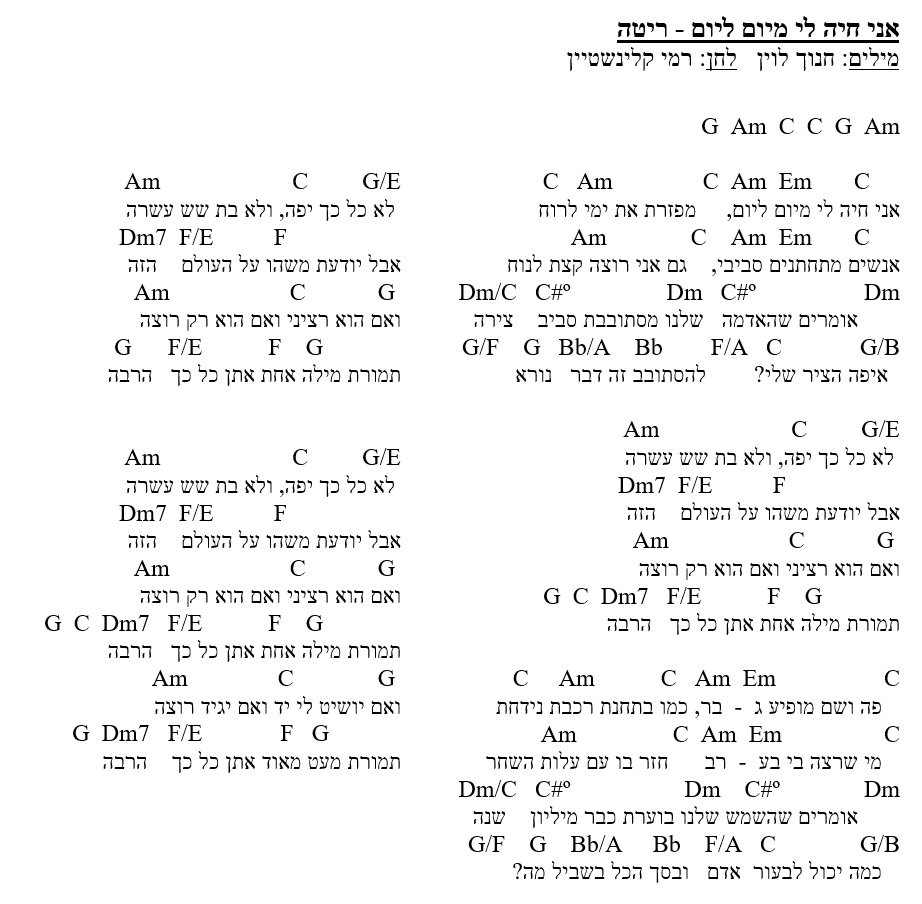 אני חיה לי מיום ליום - ריטה
מילים: חנוך לוין   לחן: רמי קלינשטיין
G Am C C G Am
C Am C Am Em C
אני חיה לי מיום ליום, מפזרת את ימי לרוח
Am C Am Em C
אנשים מתחתנים סביבי, גם אני רוצה קצת לנוח
Dm/C C#º Dm C#º Dm
אומרים שהאדמה שלנו מסתובבת סביב צירה
G/F G Bb/A Bb F/A C G/B
איפה הציר שלי? להסתובב זה דבר נורא
Am C G/E
לא כל כך יפה, ולא בת שש עשרה
Dm7 F/E F
אבל יודעת משהו על העולם הזה
Am C G
ואם הוא רציני ואם הוא רק רוצה
G C Dm7 F/E F G
תמורת מילה אחת אתן כל כך הרבה
C Am C Am Em C
פה ושם מופיע ג - בר, כמו בתחנת רכבת נידחת
Am C Am Em C
מי שרצה בי בע - רב חזר בו עם עלות השחר
Dm/C C#º Dm C#º Dm
אומרים שהשמש שלנו בוערת כבר מיליון שנה
G/F G Bb/A Bb F/A C G/B
כמה יכול לבעור אדם ובסך הכל בשביל מה?
Am C G/E
לא כל כך יפה, ולא בת שש עשרה
Dm7 F/E F
אבל יודעת משהו על העולם הזה
Am C G
ואם הוא רציני ואם הוא רק רוצה
G F/E F G
תמורת מילה אחת אתן כל כך הרבה
Am C G/E
לא כל כך יפה, ולא בת שש עשרה
Dm7 F/E F
אבל יודעת משהו על העולם הזה
Am C G
ואם הוא רציני ואם הוא רק רוצה
G C Dm7 F/E F G
תמורת מילה אחת אתן כל כך הרבה
Am C G
ואם יושיט לי יד ואם יגיד רוצה
G Dm7 F/E F G
תמורת מעט מאוד אתן כל כך הרבה